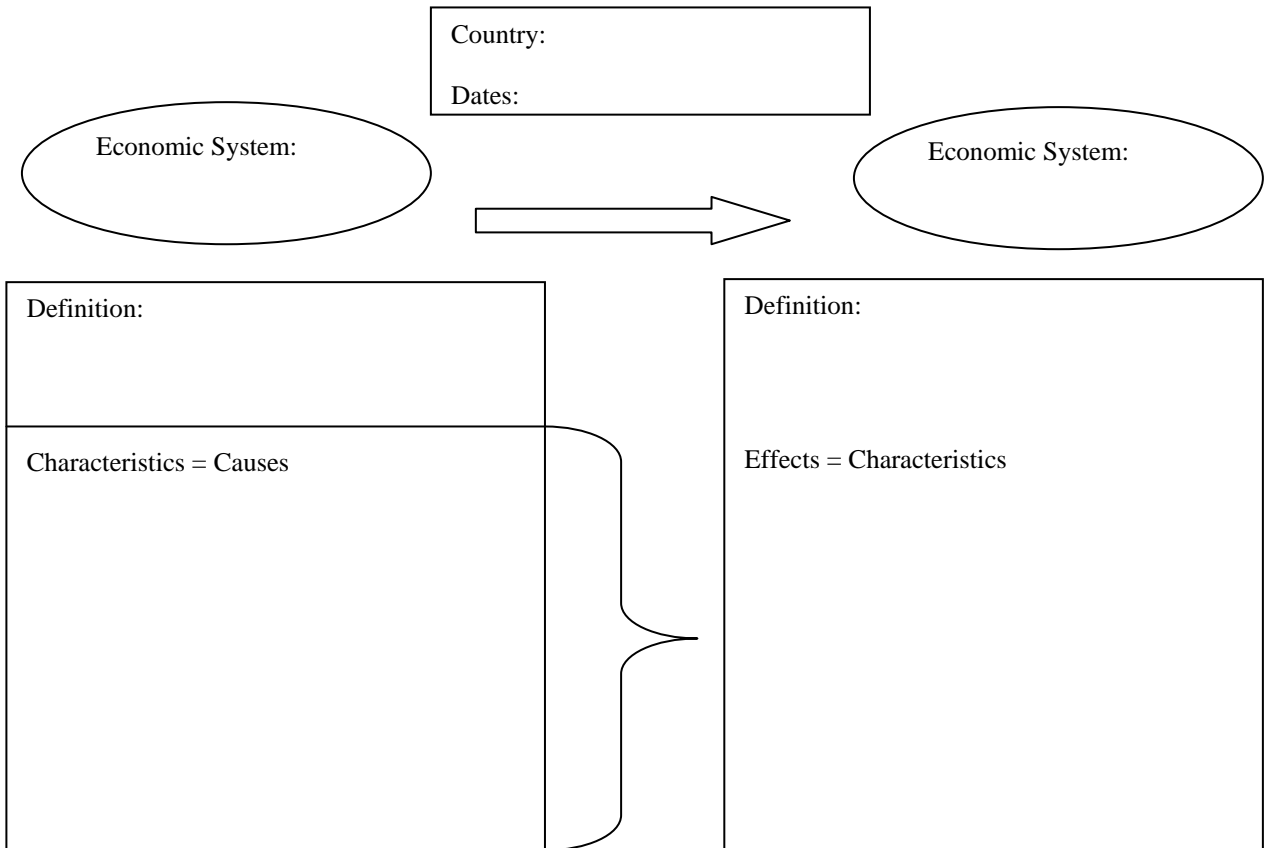 Country:
Dates:
Economic System:
Economic System:
Definition:
Characteristics = Causes
Definition:
Effects = Characteristics